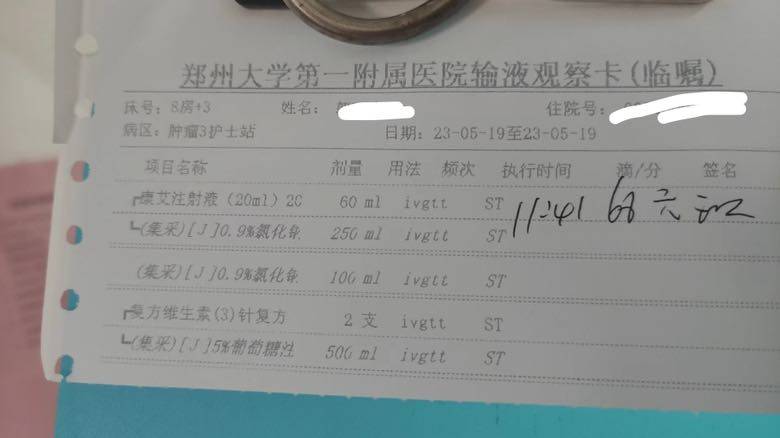 郑州大学第一附属医院输液观察卡(临嘱)
床号: 8房+3 姓名: 住院号:
病区: 肿瘤3护士站 日期: 23-05-19至23-05-19
项目名称 剂量 用法 频次 执行时间 滴/分 签名
┏康艾注射液（20ml）20 60 ml ivgtt ST 11:41 60
┗(集采)[J]0.9%氯化钠 250 ml ivgtt ST
(集采)[J]0.9%氯化钠 100 ml ivgtt ST
┏复方维生素(3)针复方 2 支 ivgtt ST
┗(集采)[J]5%葡萄糖注 500 ml ivgtt ST